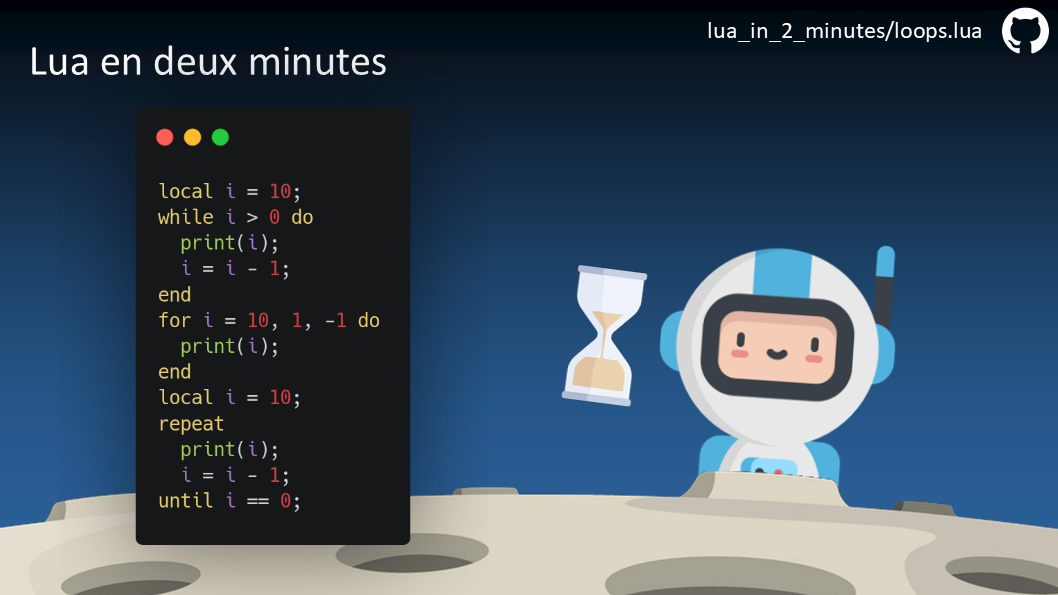 lua_in_2_minutes/loops.lua
Lua en deux minutes
local i = 10;
while i > 0 do
  print(i);
  i = i - 1;
end
for i = 10, 1, -1 do
  print(i);
end
local i = 10;
repeat
  print(i);
  i = i - 1;
until i == 0;